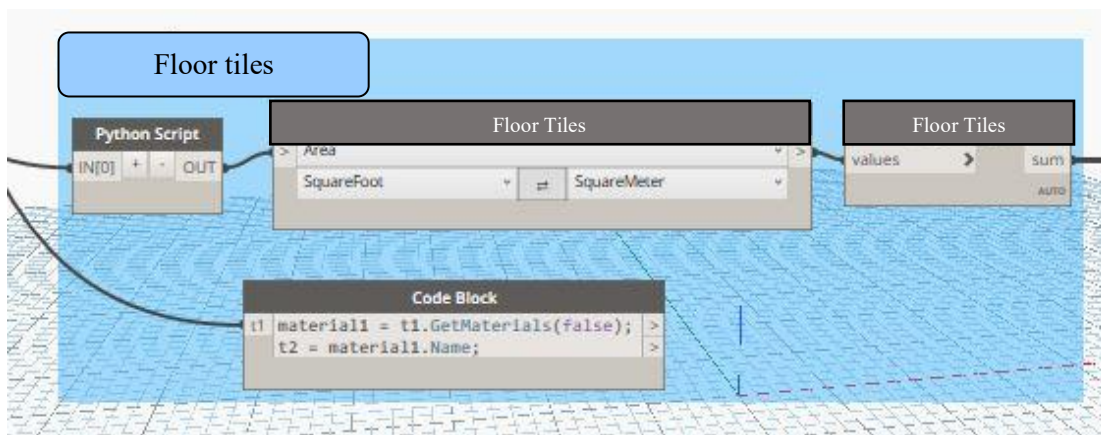 Floor tiles
Python Script
IN[0] + - OUT
Floor Tiles
> Area >
SquareFoot ⇄ SquareMeter
Floor Tiles
values > sum
AUTO
Code Block
t1 material1 = t1.GetMaterials(false); >
t2 = material1.Name; >